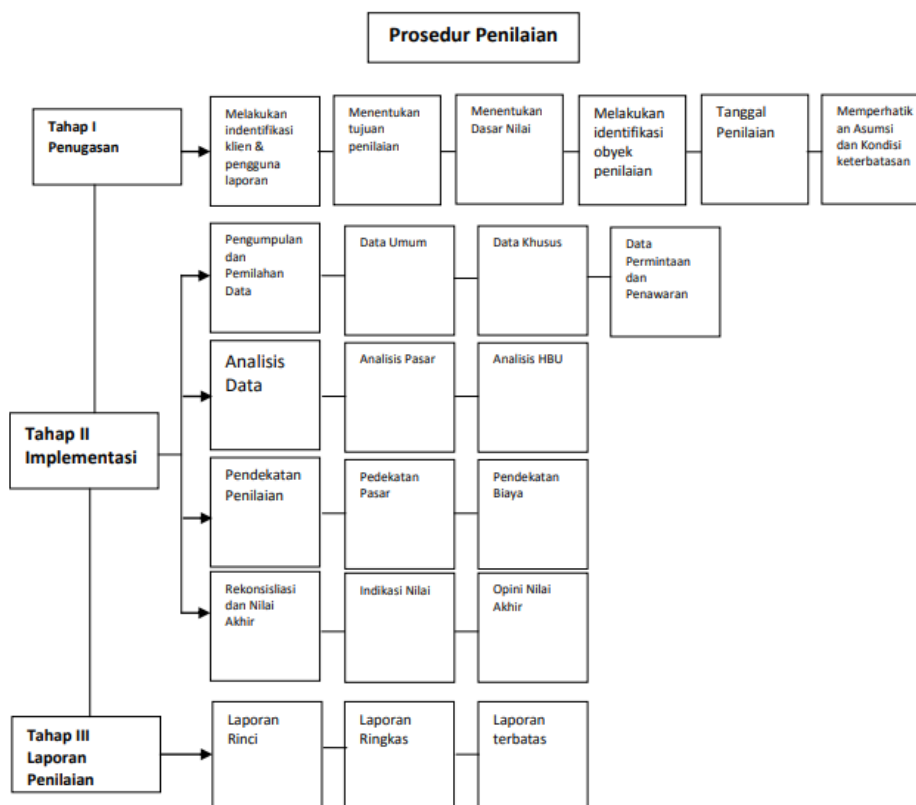 Prosedur Penilaian
Tahap I
Penugasan
Melakukan
indentifikasi
klien &
pengguna
laporan
Menentukan
tujuan
penilaian
Menentukan
Dasar Nilai
Melakukan
identifikasi
obyek
penilaian
Tanggal
Penilaian
Memperhatik
an Asumsi
dan Kondisi
keterbatasan
Pengumpulan
dan
Pemilahan
Data
Data Umum
Data Khusus
Data
Permintaan
dan
Penawaran
Analisis
Data
Analisis Pasar
Analisis HBU
Tahap II
Implementasi
Pendekatan
Penilaian
Pedekatan
Pasar
Pendekatan
Biaya
Rekonsisliasi
dan Nilai
Akhir
Indikasi Nilai
Opini Nilai
Akhir
Tahap III
Laporan
Penilaian
Laporan
Rinci
Laporan
Ringkas
Laporan
terbatas